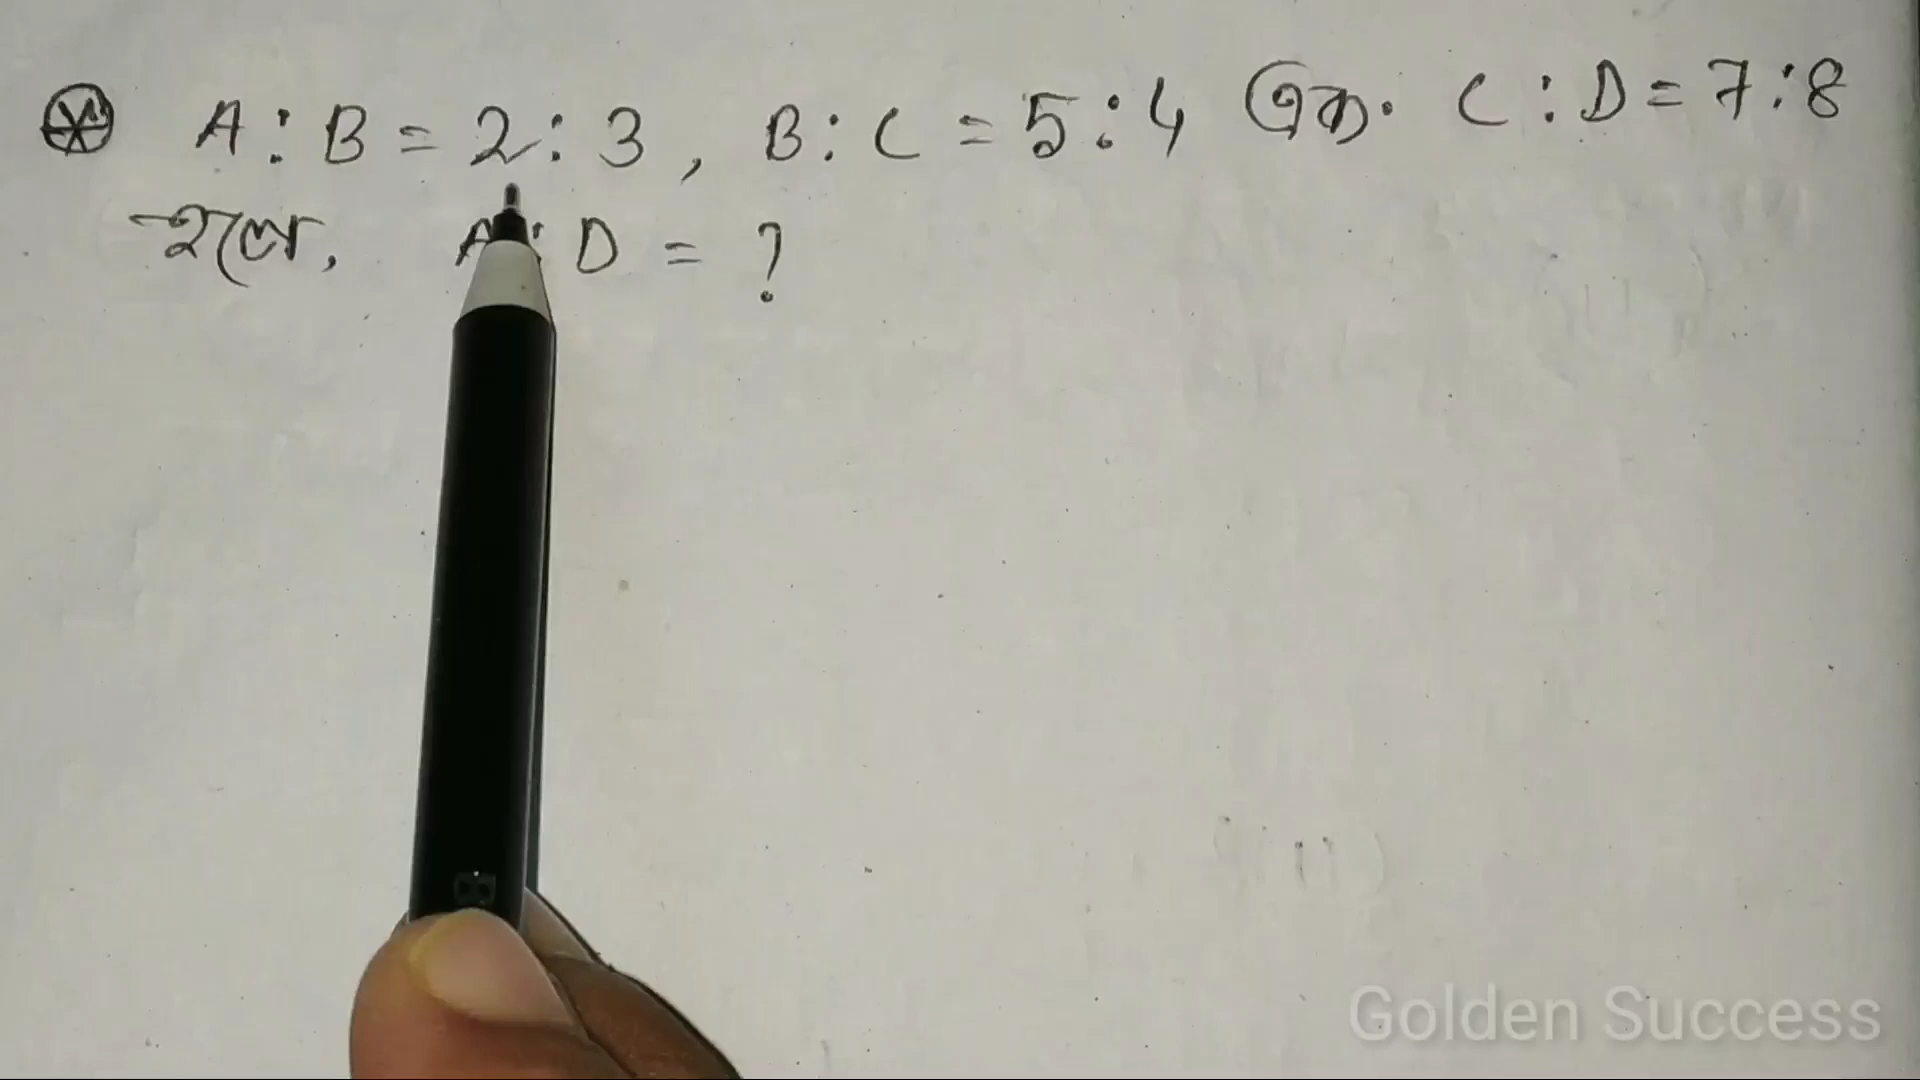 A : B = 2 : 3 , B : C = 5 : 4 এবং C : D = 7 : 8
হলে, A : D = ?
Golden Success